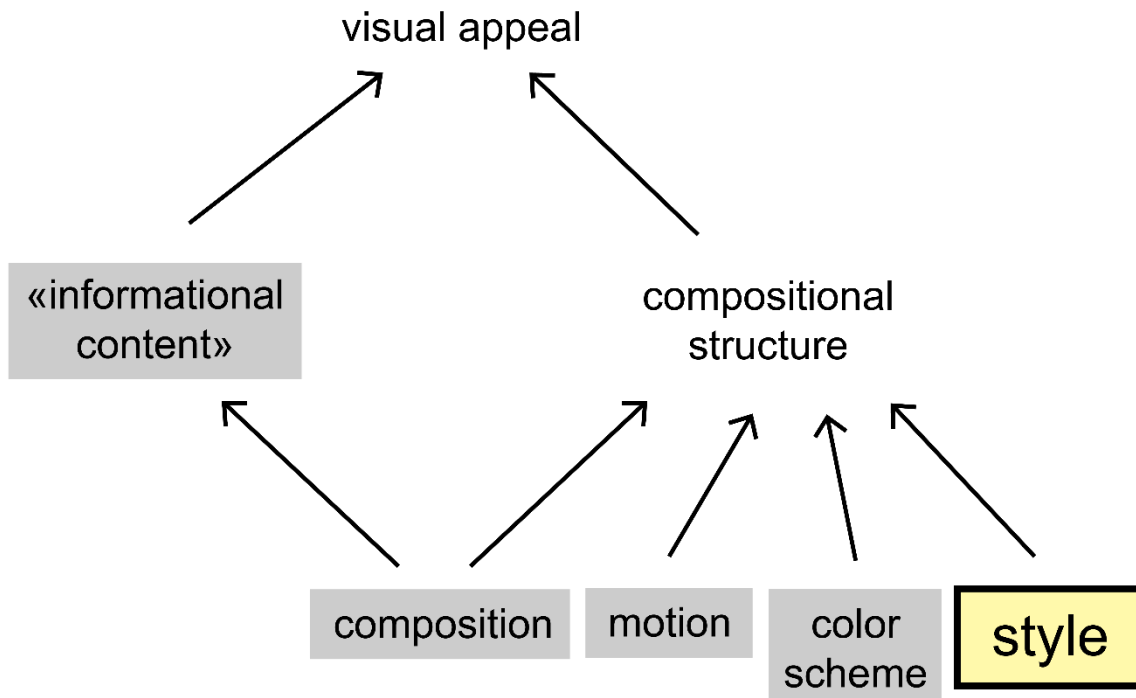 visual appeal
«informational
content»
compositional
structure
composition
motion
color
scheme
style